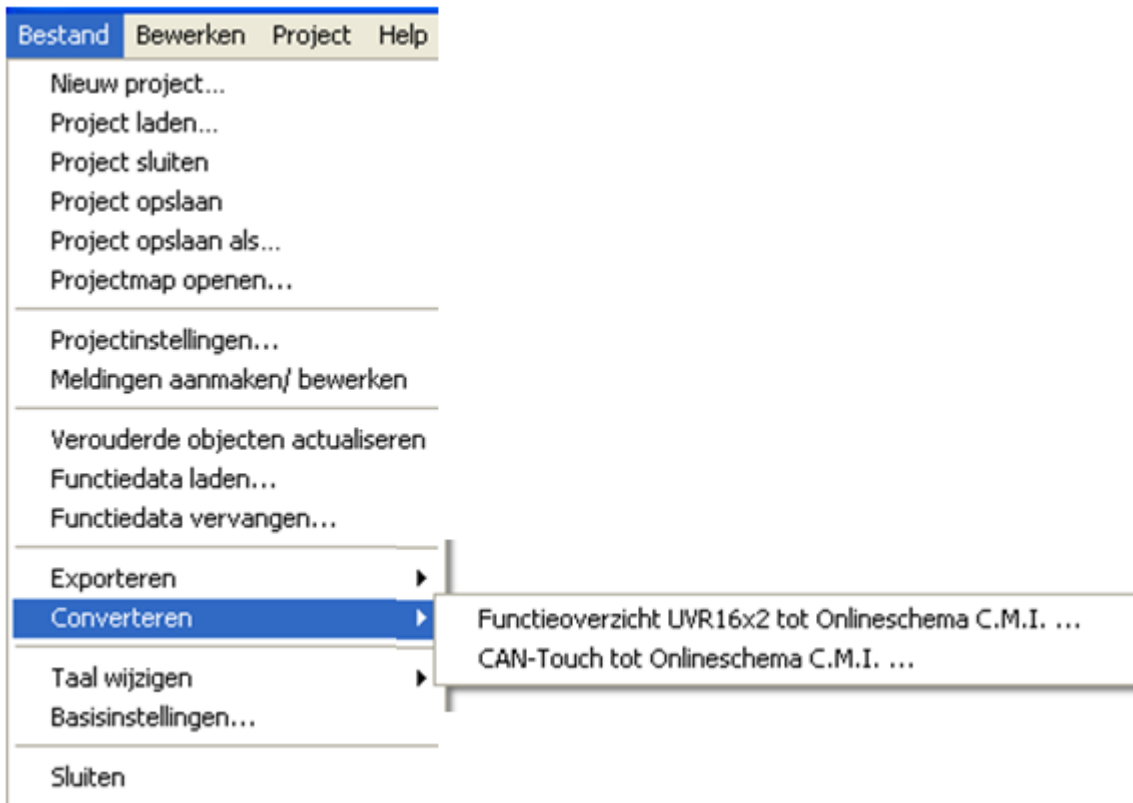 Bestand Bewerken Project Help
Nieuw project...
Project laden...
Project sluiten
Project opslaan
Project opslaan als...
Projectmap openen...
Projectinstellingen...
Meldingen aanmaken/ bewerken
Verouderde objecten actualiseren
Functiedata laden...
Functiedata vervangen...
Exporteren
Converteren
Functieoverzicht UVR16x2 tot Onlineschema C.M.I. ...
CAN-Touch tot Onlineschema C.M.I. ...
Taal wijzigen
Basisinstellingen...
Sluiten